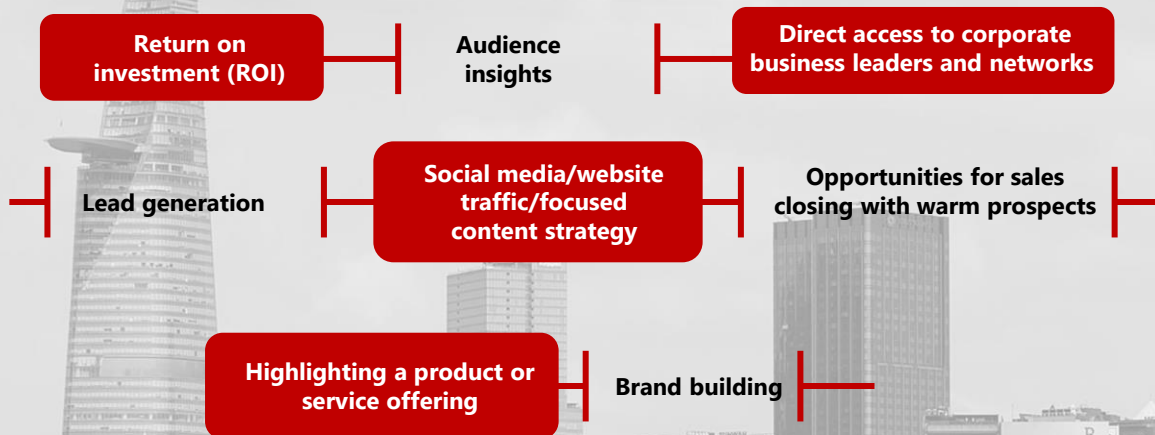 Return on
investment (ROI)
Audience
insights
Direct access to corporate
business leaders and networks
Lead generation
Social media/website
traffic/focused
content strategy
Opportunities for sales
closing with warm prospects
Highlighting a product or
service offering
Brand building